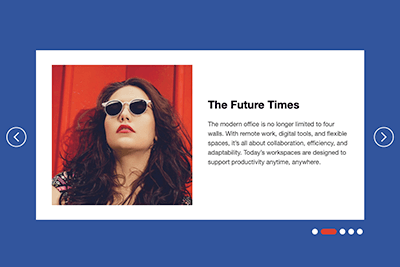 The Future Times
The modern office is no longer limited to four
walls. With remote work, digital tools, and flexible
spaces, it's all about collaboration, efficiency, and
adaptability. Today's workspaces are designed to
support productivity anytime, anywhere.